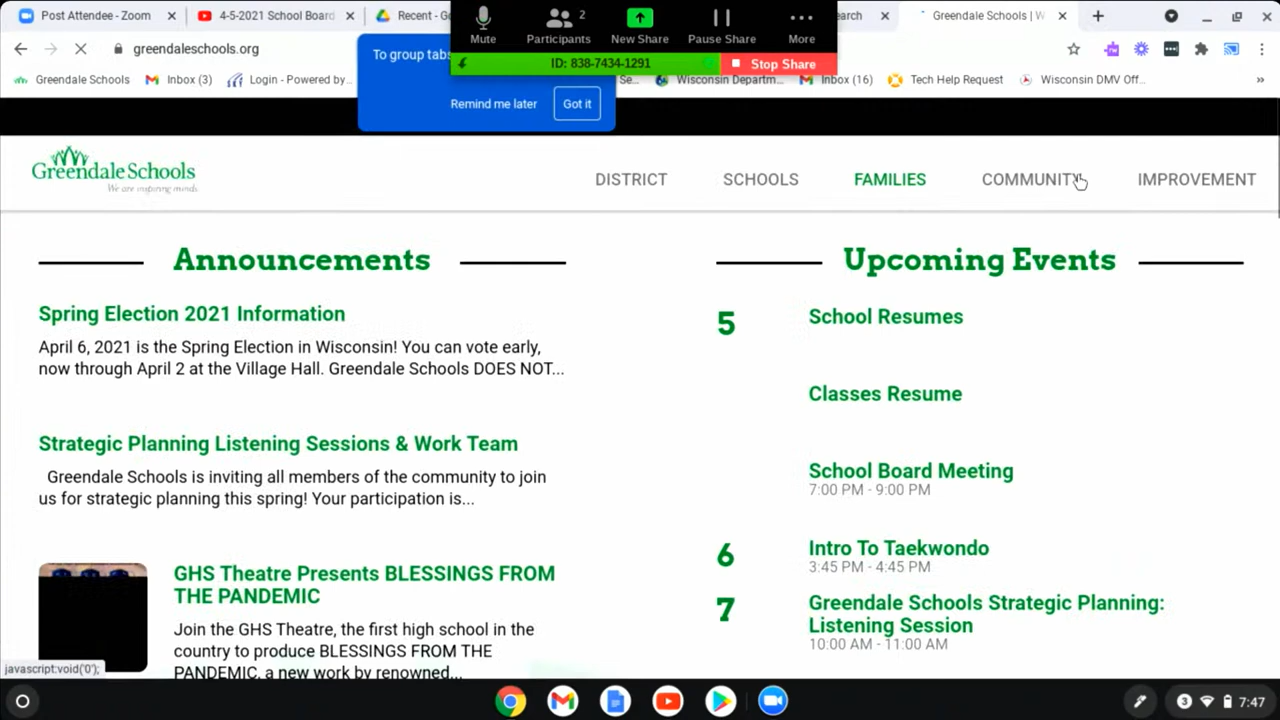 Post Attendee - Zoom
4-5-2021 School Board
Recent - Go
earch
Greendale Schools | W
Mute
Participants 2
New Share
Pause Share
More
ID: 838-7434-1291
Stop Share
greendaleschools.org
To group tabs
Remind me later
Got it
Greendale Schools
Inbox (3)
Login - Powered by...
Se...
Wisconsin Departm...
Inbox (16)
Tech Help Request
Wisconsin DMV Off...
»
Greendale Schools
We are inspiring minds.
DISTRICT
SCHOOLS
FAMILIES
COMMUNITY
IMPROVEMENT
Announcements
Spring Election 2021 Information
April 6, 2021 is the Spring Election in Wisconsin! You can vote early,
now through April 2 at the Village Hall. Greendale Schools DOES NOT...
Strategic Planning Listening Sessions & Work Team
Greendale Schools is inviting all members of the community to join
us for strategic planning this spring! Your participation is...
GHS Theatre Presents BLESSINGS FROM
THE PANDEMIC
Join the GHS Theatre, the first high school in the
country to produce BLESSINGS FROM THE
PANDEMIC, a new work by renowned...
Upcoming Events
5
School Resumes
Classes Resume
School Board Meeting
7:00 PM - 9:00 PM
6
Intro To Taekwondo
3:45 PM - 4:45 PM
7
Greendale Schools Strategic Planning:
Listening Session
10:00 AM - 11:00 AM
javascript:void('0');
3
7:47